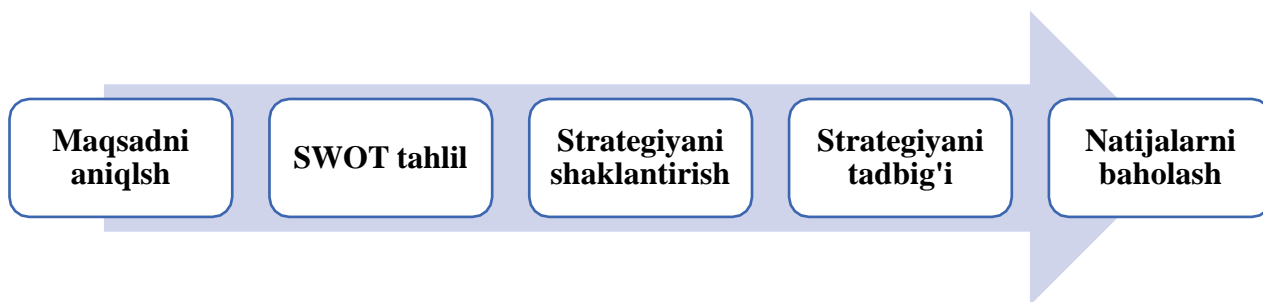 Maqsadni
aniqlsh
SWOT tahlil
Strategiyani
shaklantirish
Strategiyani
tadbig'i
Natijalarni
baholash